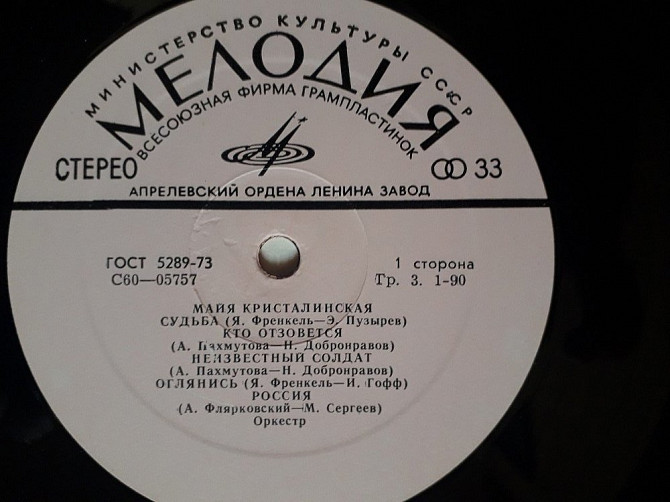 МИНИСТЕРСТВО КУЛЬТУРЫ СССР
МЕЛОДИЯ
ВСЕСОЮЗНАЯ ФИРМА ГРАМПЛАСТИНОК
СТЕРЕО
33
АПРЕЛЕВСКИЙ ОРДЕНА ЛЕНИНА ЗАВОД
ГОСТ 5289-73
1 сторона
С60—05757
Гр. 3. 1-90
МАЙЯ КРИСТАЛИНСКАЯ
СУДЬБА (Я. Френкель—Э. Пузырев)
КТО ОТЗОВЕТСЯ
(А. Пахмутова—Н. Добронравов)
НЕИЗВЕСТНЫЙ СОЛДАТ
(А. Пахмутова—Н. Добронравов)
ОГЛЯНИСЬ (Я. Френкель—И. Гофф)
РОССИЯ
(А. Флярковский—М. Сергеев)
Оркестр